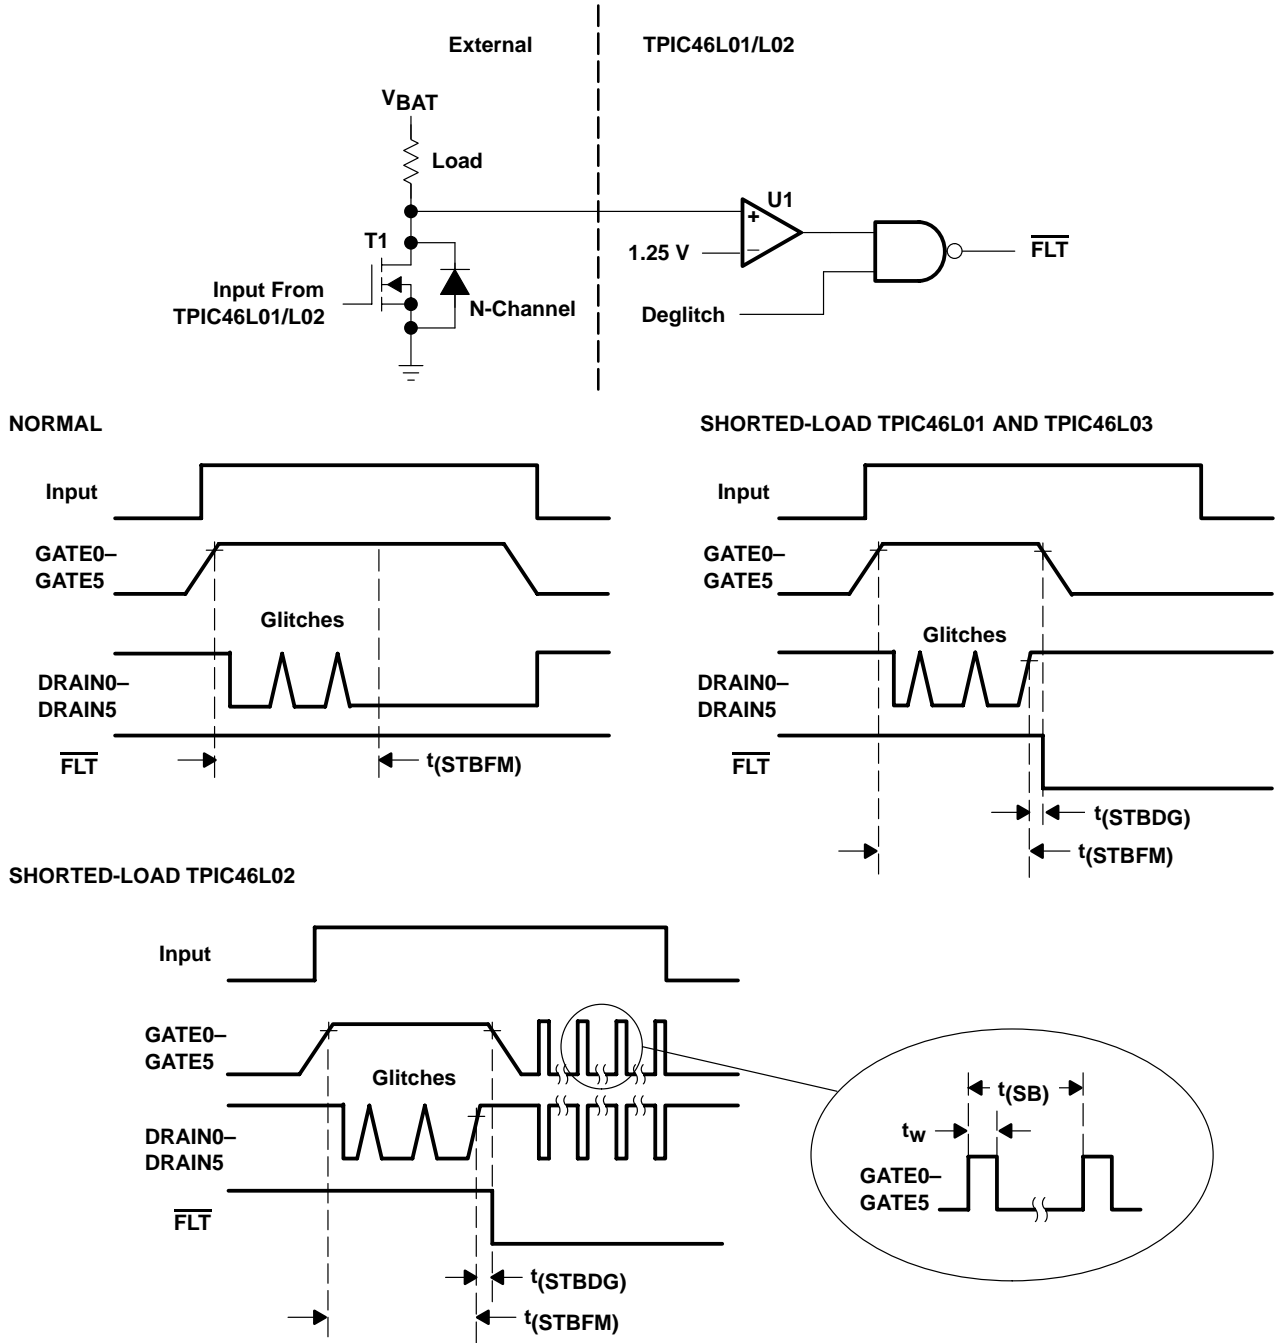 External
TPIC46L01/L02
VBAT
Load
U1
+
−
T1
1.25 V
FLT
Input From
TPIC46L01/L02
N-Channel
Deglitch
NORMAL
Input
GATE0–
GATE5
Glitches
DRAIN0–
DRAIN5
FLT
t(STBFM)
SHORTED-LOAD TPIC46L01 AND TPIC46L03
Input
GATE0–
GATE5
Glitches
DRAIN0–
DRAIN5
FLT
t(STBDG)
t(STBFM)
SHORTED-LOAD TPIC46L02
Input
GATE0–
GATE5
Glitches
DRAIN0–
DRAIN5
FLT
t(STBDG)
t(STBFM)
t(SB)
tw
GATE0–
GATE5